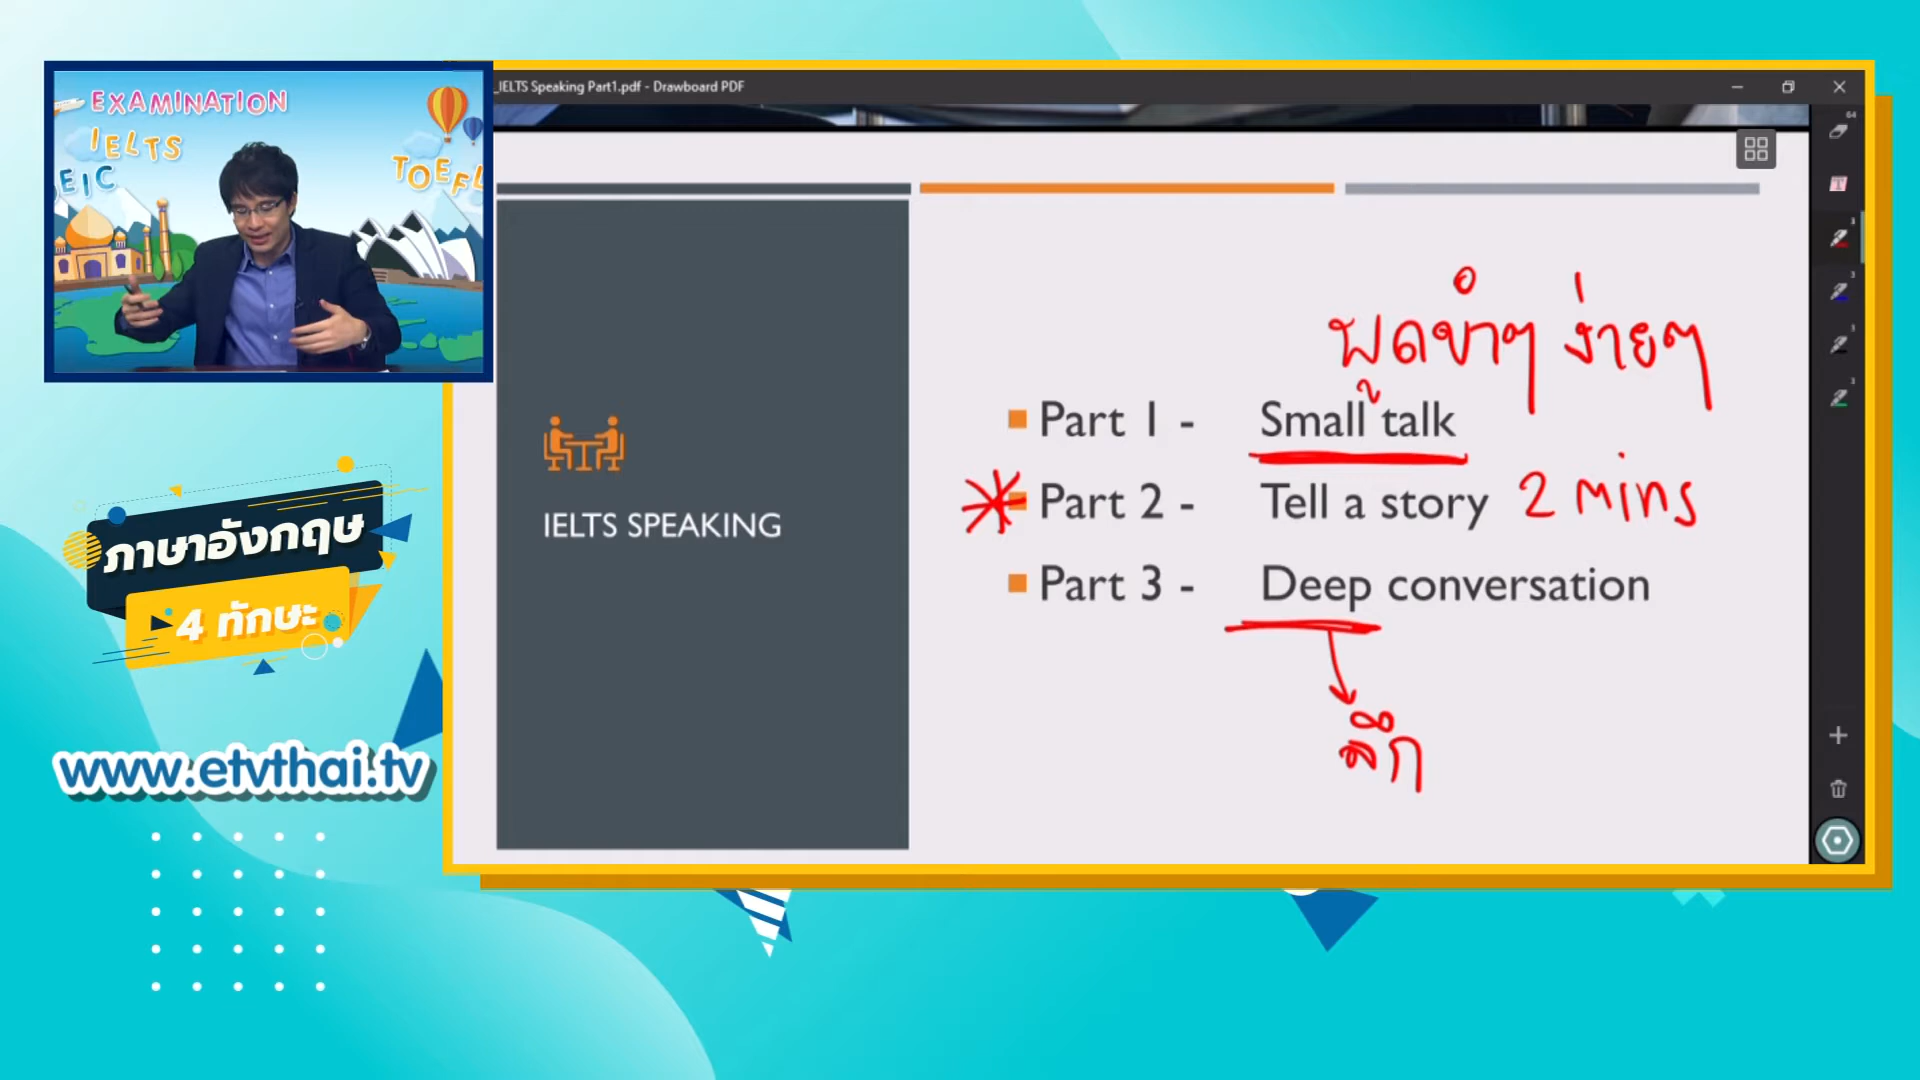 EXAMINATION
IELTS
EIC
TOEFL
_IELTS Speaking Part1.pdf - Drawboard PDF
พูดขำๆ ง่ายๆ
Part 1 - Small talk
Part 2 - Tell a story 2 mins
Part 3 - Deep conversation
ลึก
IELTS SPEAKING
ภาษาอังกฤษ
4 ทักษะ
www.etvthai.tv